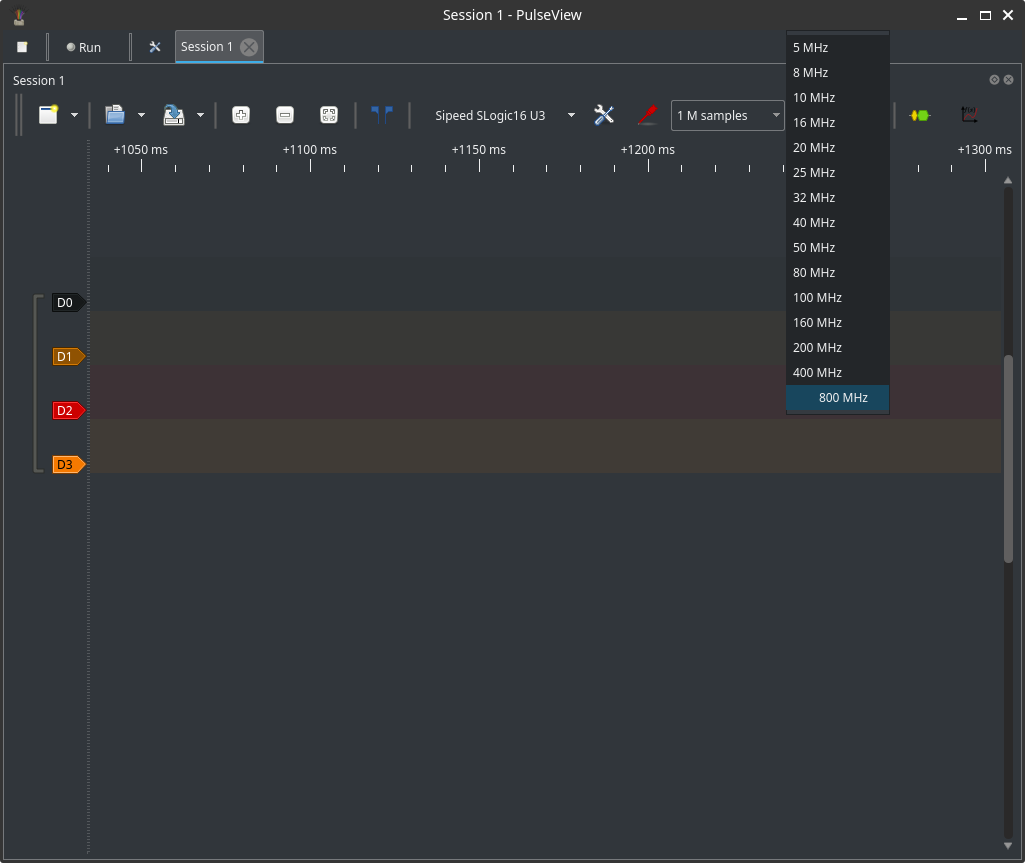 Session 1 - PulseView
Run
Session 1
Session 1
Sipeed SLogic16 U3
1 M samples
+1050 ms
+1100 ms
+1150 ms
+1200 ms
+1300 ms
5 MHz
8 MHz
10 MHz
16 MHz
20 MHz
25 MHz
32 MHz
40 MHz
50 MHz
80 MHz
100 MHz
160 MHz
200 MHz
400 MHz
800 MHz
D0
D1
D2
D3